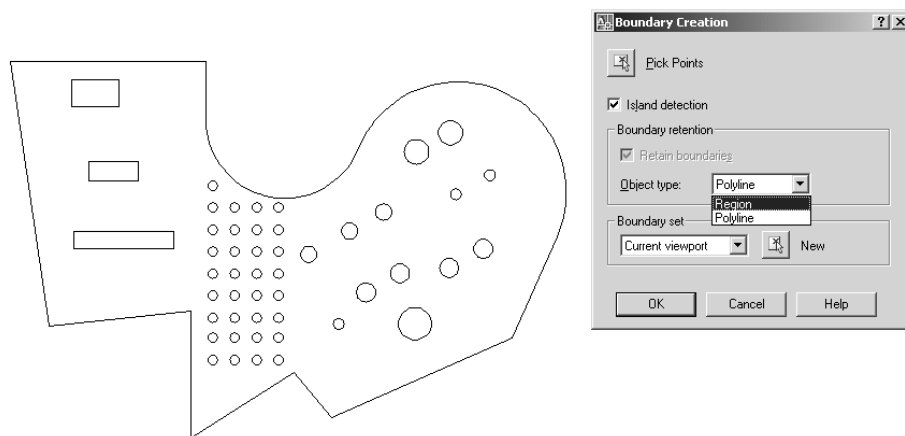 Boundary Creation
Pick Points
Island detection
Boundary retention
Retain boundaries
Object type:
Polyline
Region
Polyline
Boundary set
Current viewport
New
OK
Cancel
Help